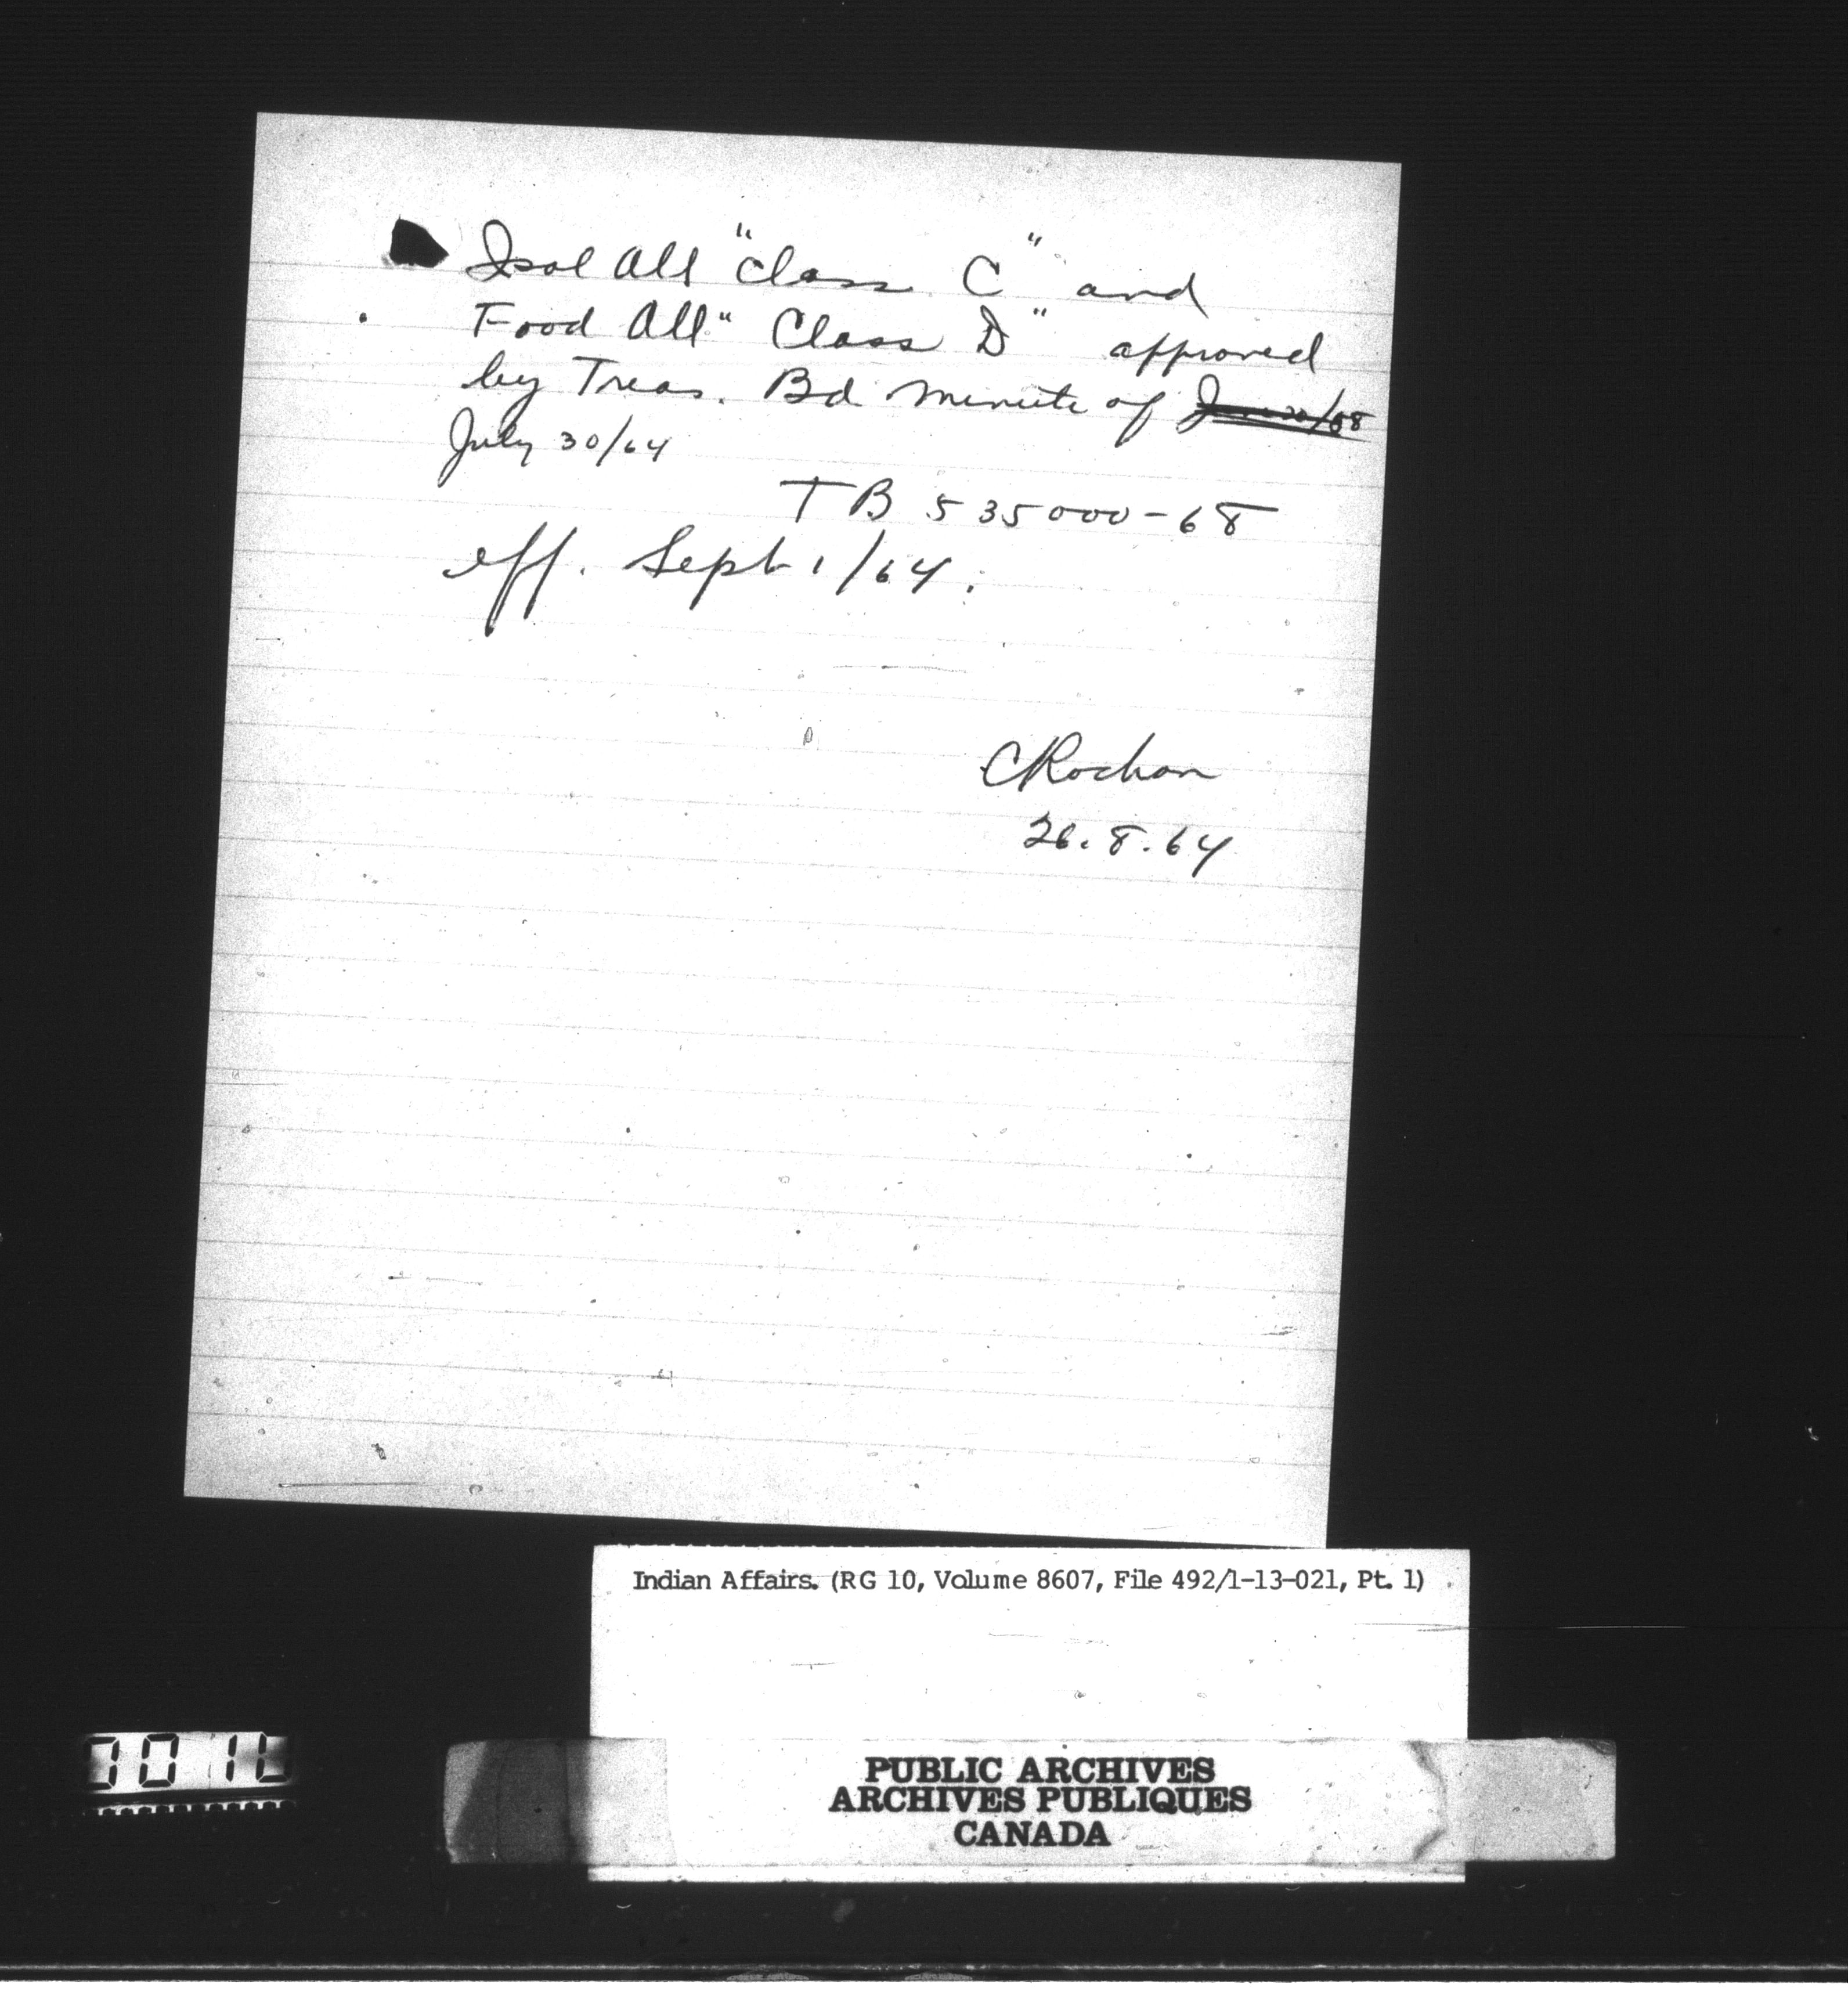 Isol All "Class C" and
Food All "Class D" approved
by Treas. Bd minute of
July 30/64
TB 535000-68
eff. Sept 1/64.
CRochon
26.8.64
Indian Affairs. (RG 10, Volume 8607, File 492/1-13-021, Pt. 1)
PUBLIC ARCHIVES
ARCHIVES PUBLIQUES
CANADA